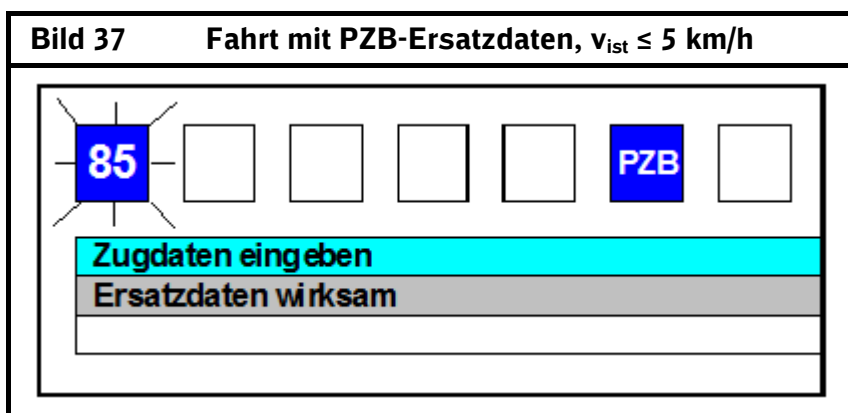 Bild 37 Fahrt mit PZB-Ersatzdaten, vist ≤ 5 km/h
85 PZB
Zugdaten eingeben
Ersatzdaten wirksam